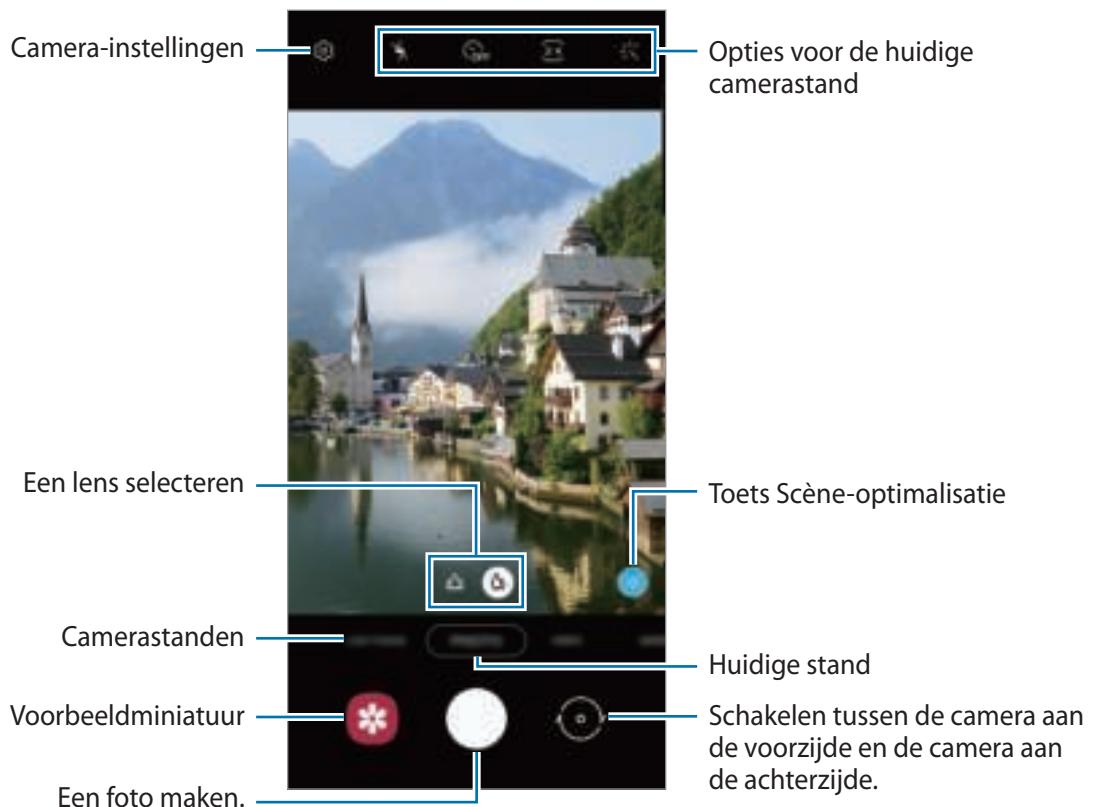 Camera-instellingen
Opties voor de huidige
camerastand
Een lens selecteren
Toets Scène-optimalisatie
Camerastanden
Huidige stand
Voorbeeldminiatuur
Schakelen tussen de camera aan
de voorzijde en de camera aan
de achterzijde.
Een foto maken.